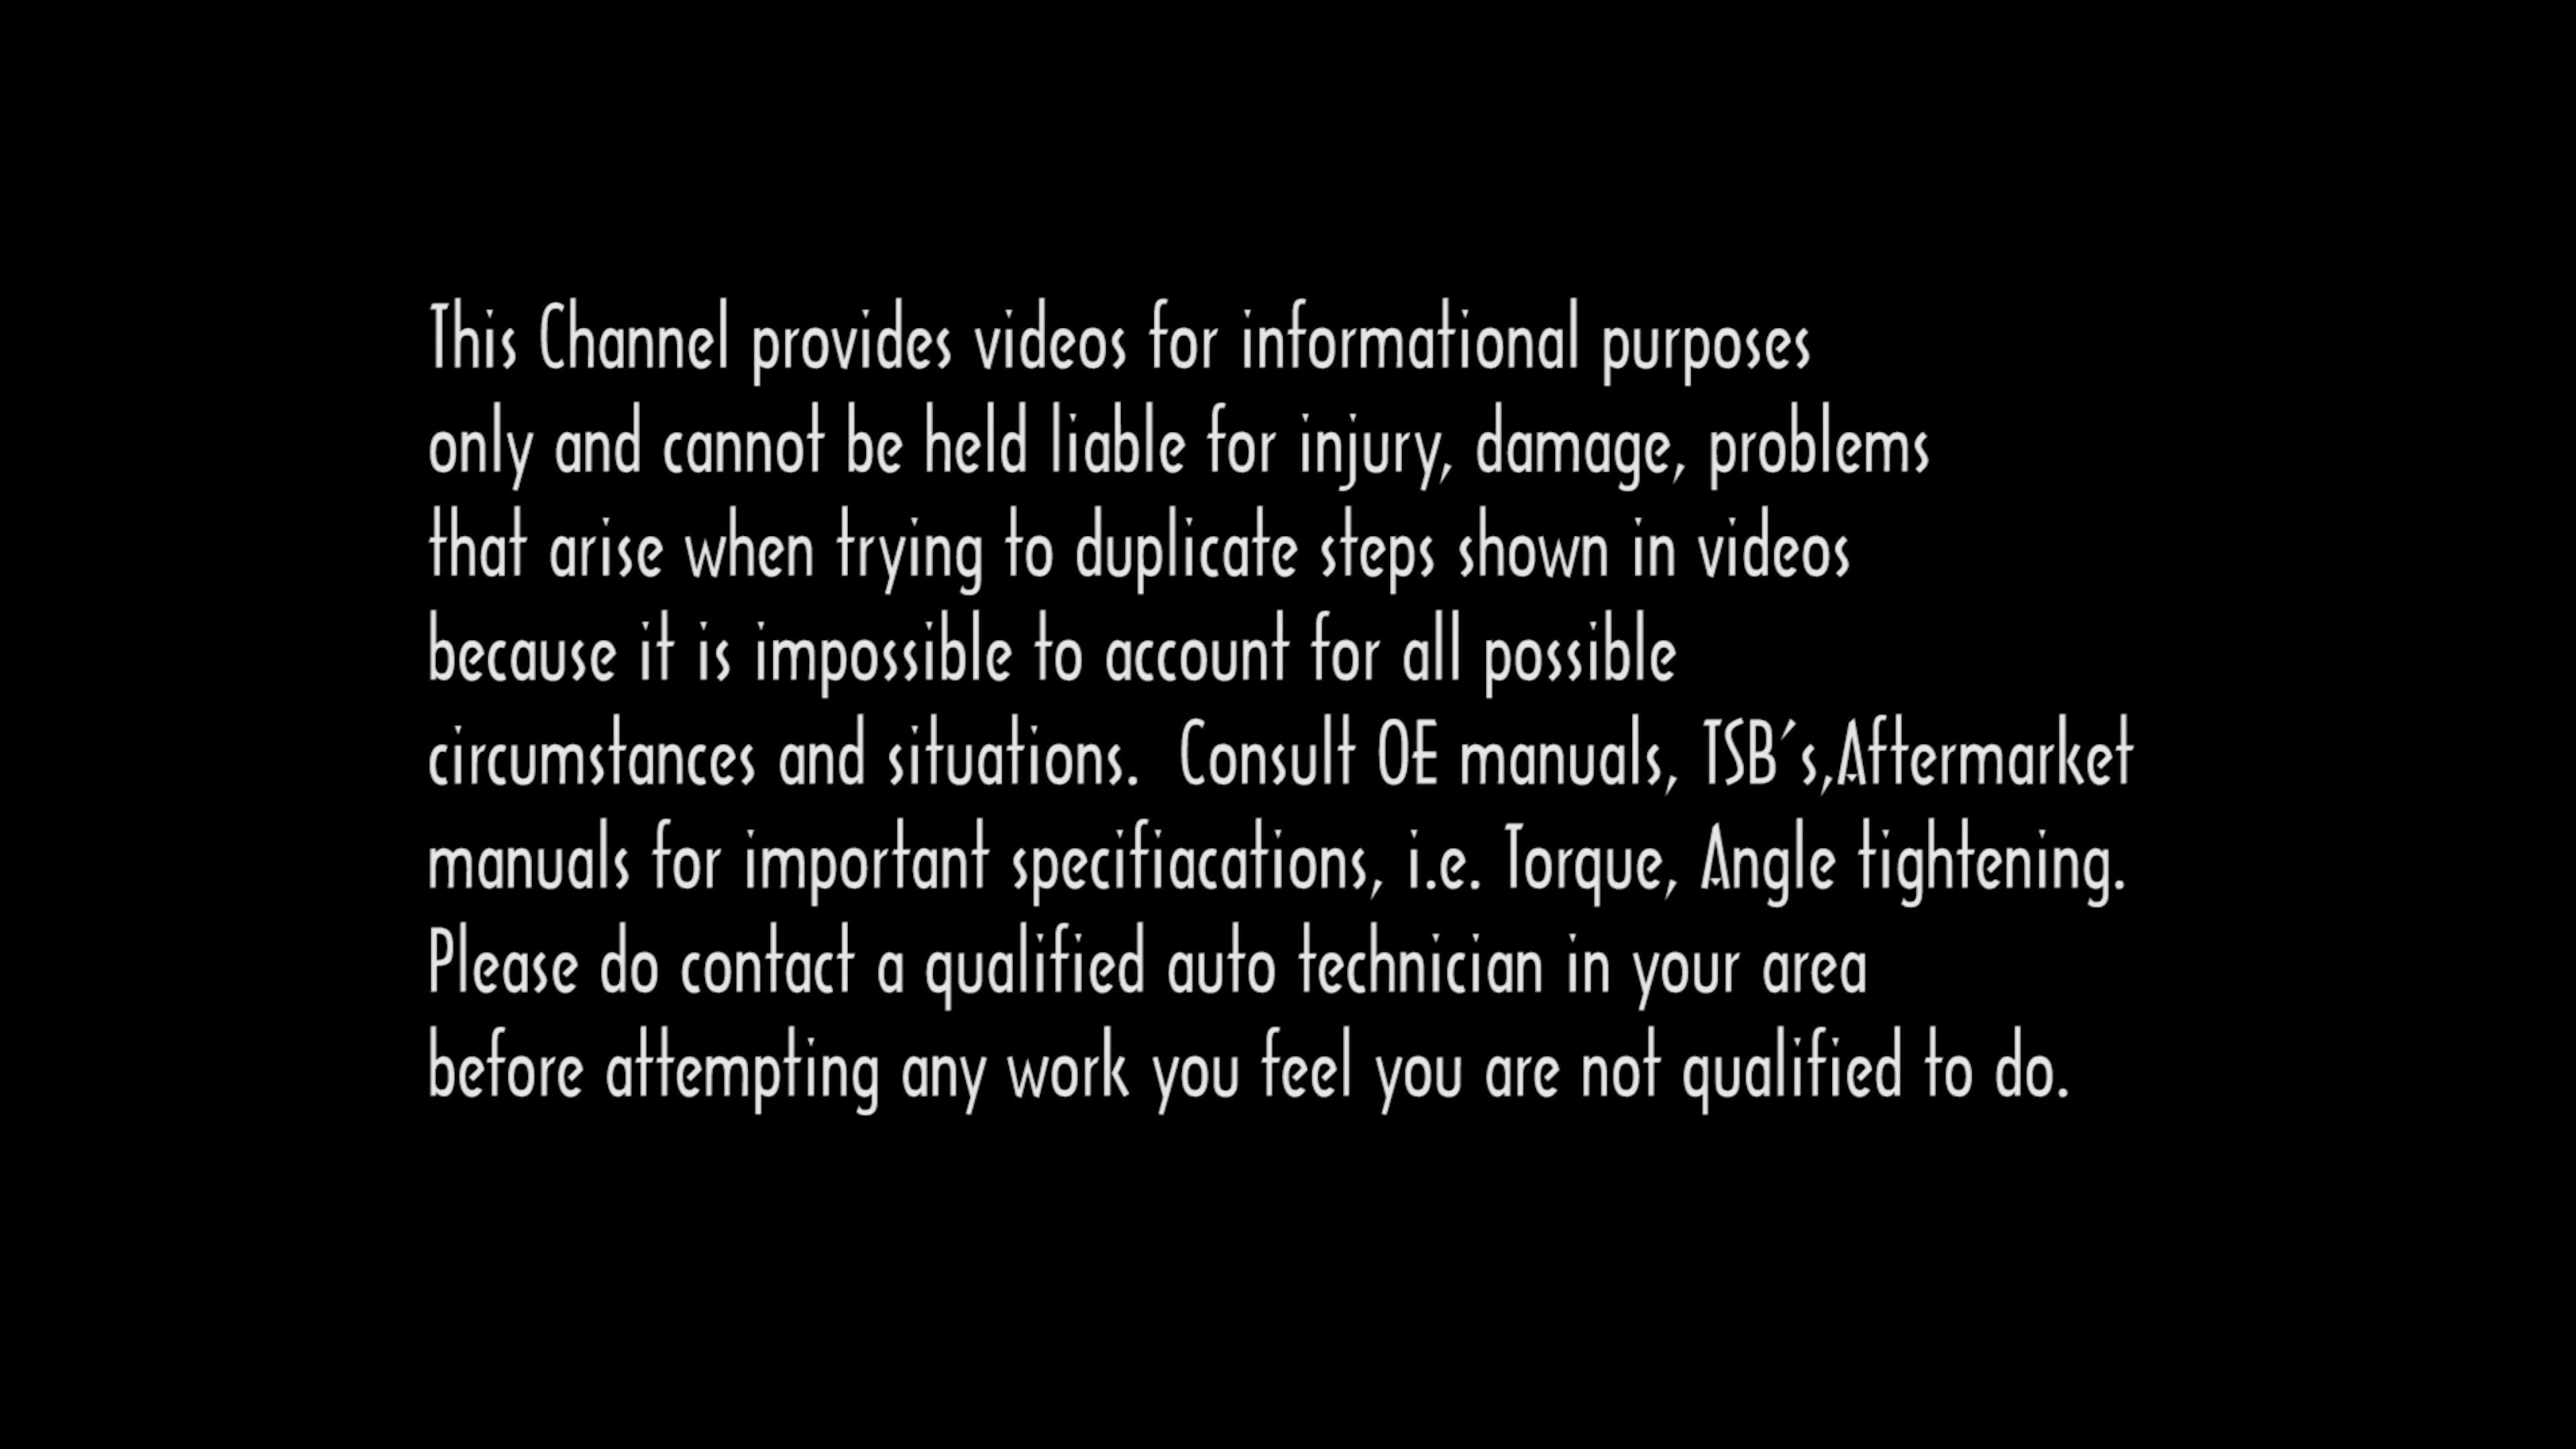 This Channel provides videos for informational purposes
only and cannot be held liable for injury, damage, problems
that arise when trying to duplicate steps shown in videos
because it is impossible to account for all possible
circumstances and situations.  Consult OE manuals, TSB´s,Aftermarket
manuals for important specifiacations, i.e. Torque, Angle tightening.
Please do contact a qualified auto technician in your area
before attempting any work you feel you are not qualified to do.